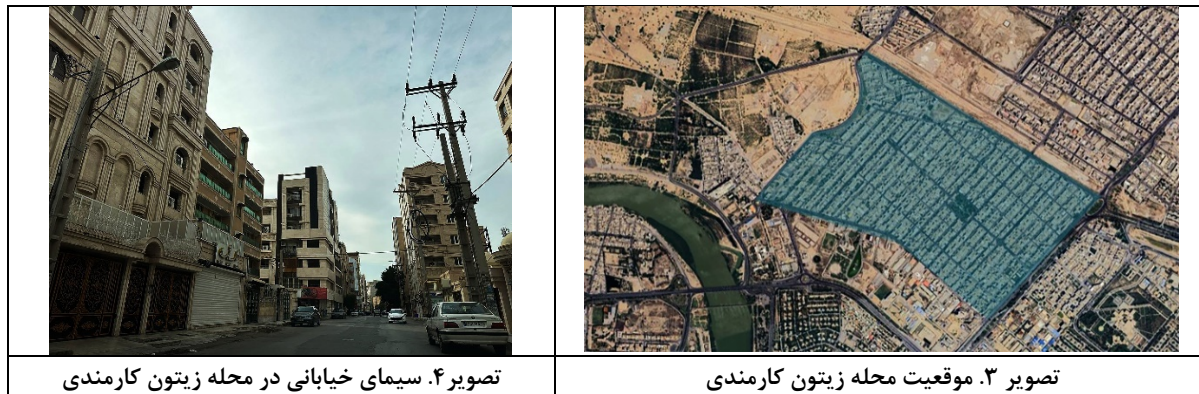 تصویر ۳. موقعیت محله زیتون کارمندی
تصویر۴. سیمای خیابانی در محله زیتون کارمندی